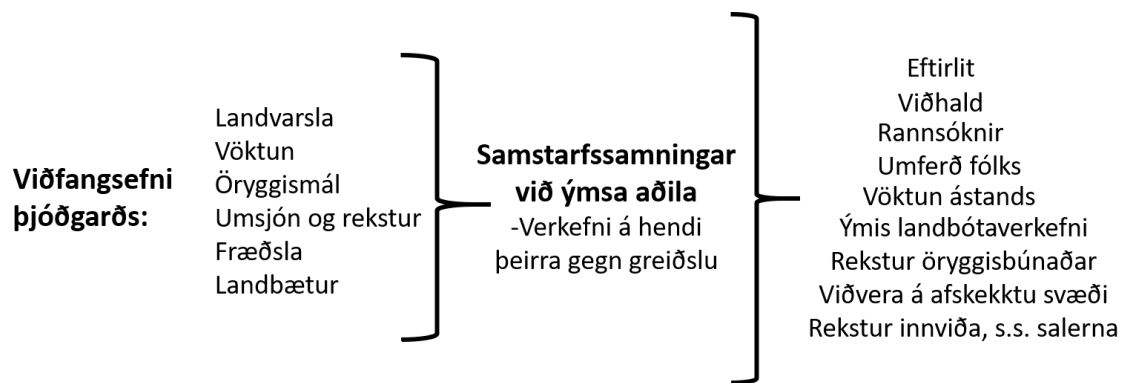 Viðfangsefni
þjóðgarðs:
Landvarsla
Vöktun
Öryggismál
Umsjón og rekstur
Fræðsla
Landbætur
Samstarfssamningar
við ýmsa aðila
-Verkefni á hendi
þeirra gegn greiðslu
Eftirlit
Viðhald
Rannsóknir
Umferð fólks
Vöktun ástands
Ýmis landbótaverkefni
Rekstur öryggisbúnaðar
Viðvera á afskekktu svæði
Rekstur innviða, s.s. salerna